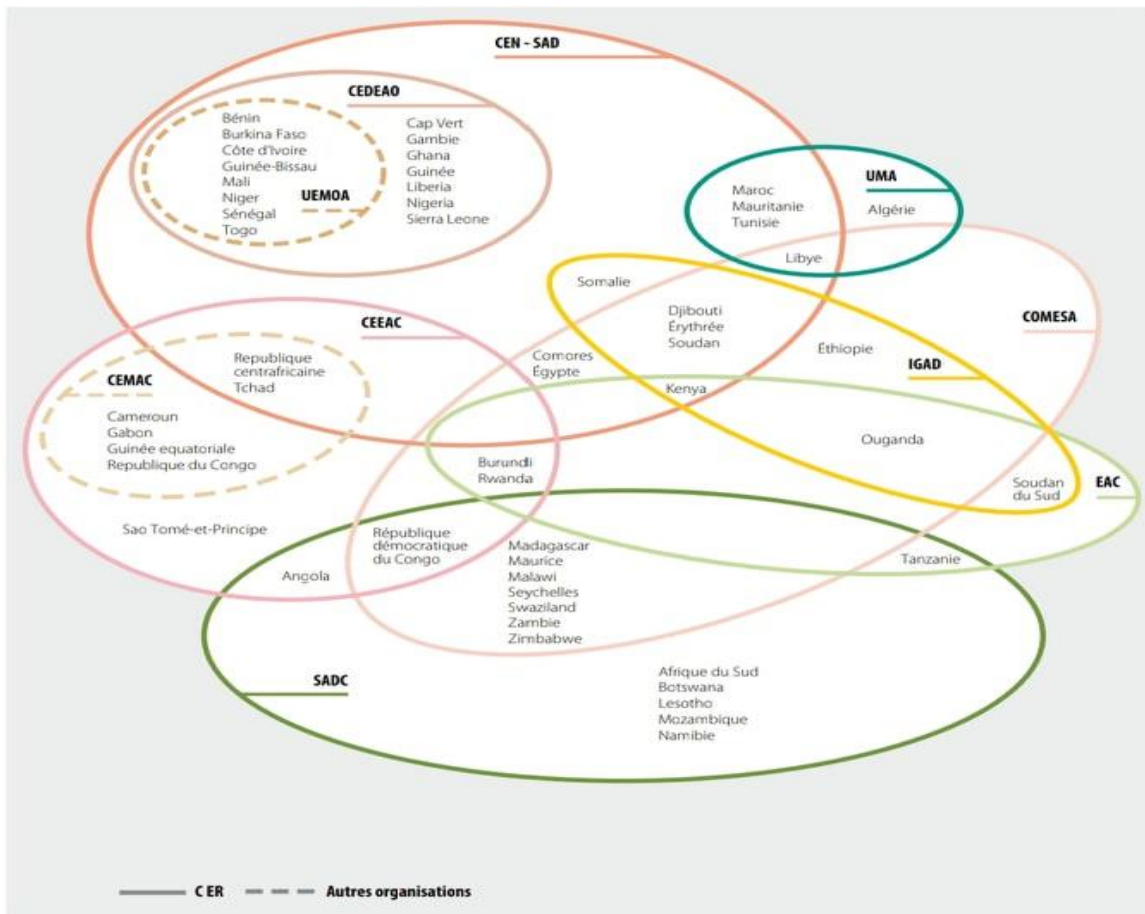 CEN - SAD
CEDEAO
Bénin
Burkina Faso
Côte d'Ivoire
Guinée-Bissau
Mali
Niger
Sénégal
Togo
UEMOA
Cap Vert
Gambie
Ghana
Guinée
Liberia
Nigeria
Sierra Leone
UMA
Maroc
Mauritanie
Tunisie
Algérie
Libye
Somalie
Djibouti
Érythrée
Soudan
COMESA
CEEAC
Comores
Égypte
Éthiopie
IGAD
Republique
centrafricaine
Tchad
CEMAC
Kenya
Cameroun
Gabon
Guinée equatoriale
Republique du Congo
Ouganda
Burundi
Rwanda
Soudan
du Sud
EAC
Sao Tomé-et-Principe
République
démocratique
du Congo
Angola
Madagascar
Maurice
Malawi
Seychelles
Swaziland
Zambie
Zimbabwe
Tanzanie
SADC
Afrique du Sud
Botswana
Lesotho
Mozambique
Namibie
C ER
Autres organisations